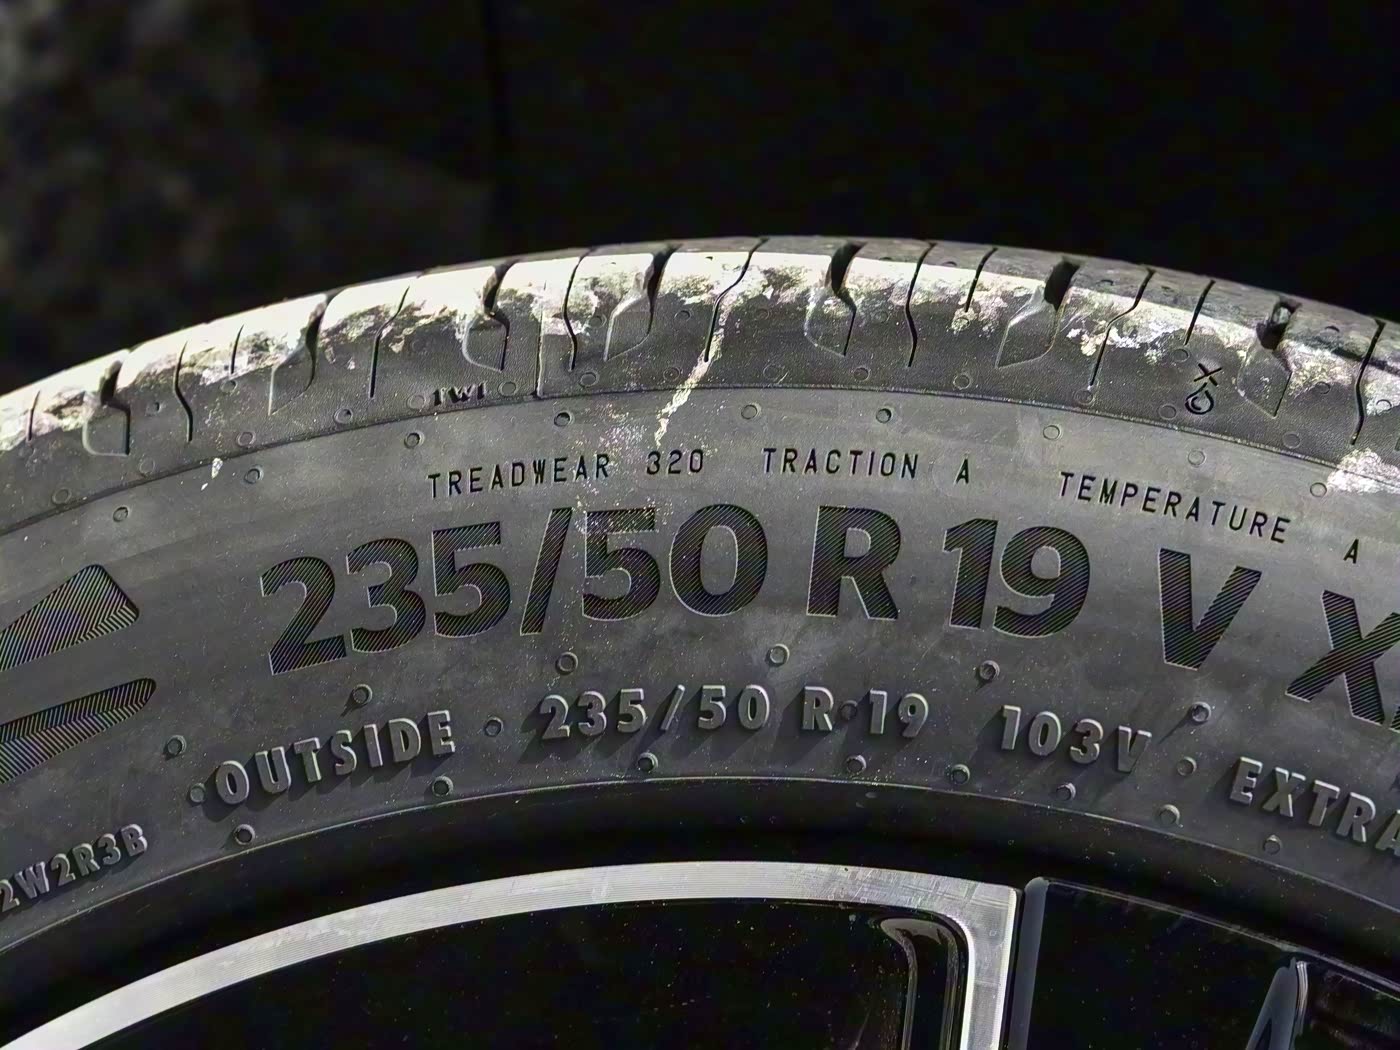 TWI
TREADWEAR 320 TRACTION A TEMPERATURE A
235/50 R 19 V X
OUTSIDE · 235/50 R 19 103V · EXTRA
2W2R3B